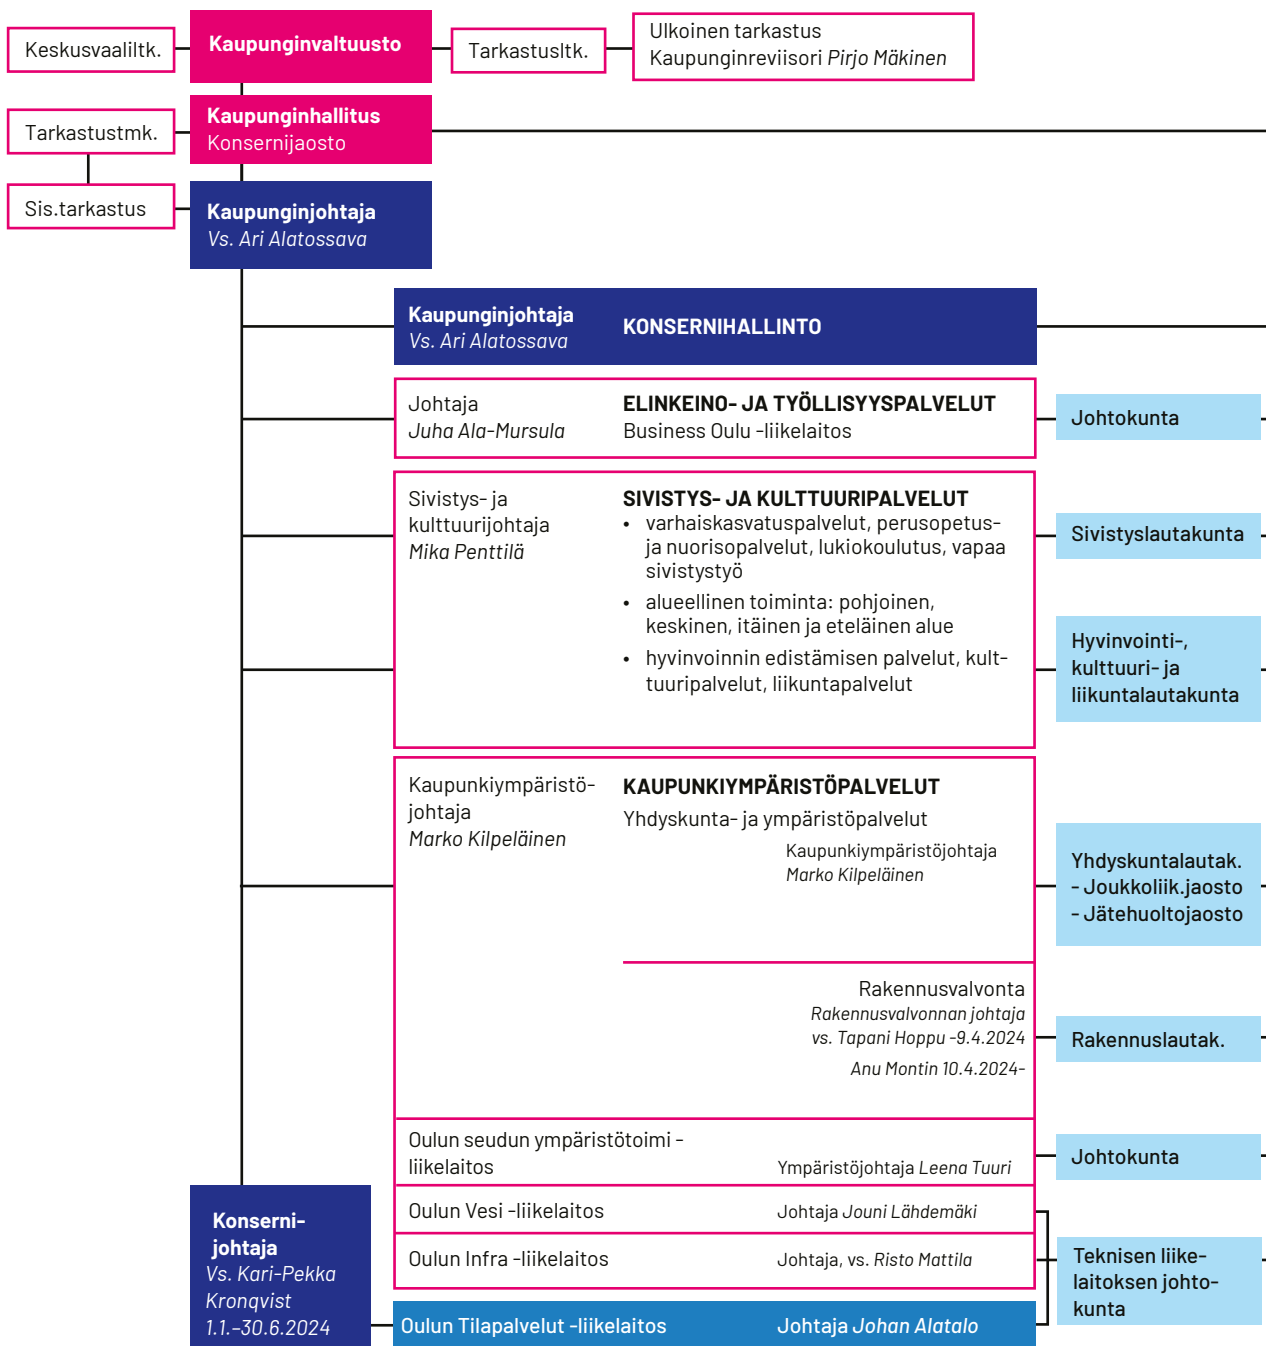 Keskusvaaliltk.
Kaupunginvaltuusto
Tarkastusltk.
Ulkoinen tarkastus
Kaupunginreviisori Pirjo Mäkinen
Tarkastustmk.
Kaupunginhallitus
Konsernijaosto
Sis.tarkastus
Kaupunginjohtaja
Vs. Ari Alatossava
Kaupunginjohtaja
Vs. Ari Alatossava
KONSERNIHALLINTO
Johtaja
Juha Ala-Mursula
ELINKEINO- JA TYÖLLISYYSPALVELUT
Business Oulu -liikelaitos
Johtokunta
Sivistys- ja
kulttuurijohtaja
Mika Penttilä
SIVISTYS- JA KULTTUURIPALVELUT
• varhaiskasvatuspalvelut, perusopetus-
ja nuorisopalvelut, lukiokoulutus, vapaa
sivistystyö
• alueellinen toiminta: pohjoinen,
keskinen, itäinen ja eteläinen alue
• hyvinvoinnin edistämisen palvelut, kult-
tuuripalvelut, liikuntapalvelut
Sivistyslautakunta
Hyvinvointi-,
kulttuuri- ja
liikuntalautakunta
Kaupunkiympäristö-
johtaja
Marko Kilpeläinen
KAUPUNKIYMPÄRISTÖPALVELUT
Yhdyskunta- ja ympäristöpalvelut
Kaupunkiympäristöjohtaja
Marko Kilpeläinen
Yhdyskuntalautak.
- Joukkoliik.jaosto
- Jätehuoltojaosto
Rakennusvalvonta
Rakennusvalvonnan johtaja
vs. Tapani Hoppu -9.4.2024
Anu Montin 10.4.2024-
Rakennuslautak.
Oulun seudun ympäristötoimi -
liikelaitos
Ympäristöjohtaja Leena Tuuri
Johtokunta
Oulun Vesi -liikelaitos
Johtaja Jouni Lähdemäki
Oulun Infra -liikelaitos
Johtaja, vs. Risto Mattila
Teknisen liike-
laitoksen johto-
kunta
Konserni-
johtaja
Vs. Kari-Pekka
Kronqvist
1.1.–30.6.2024
Oulun Tilapalvelut -liikelaitos
Johtaja Johan Alatalo